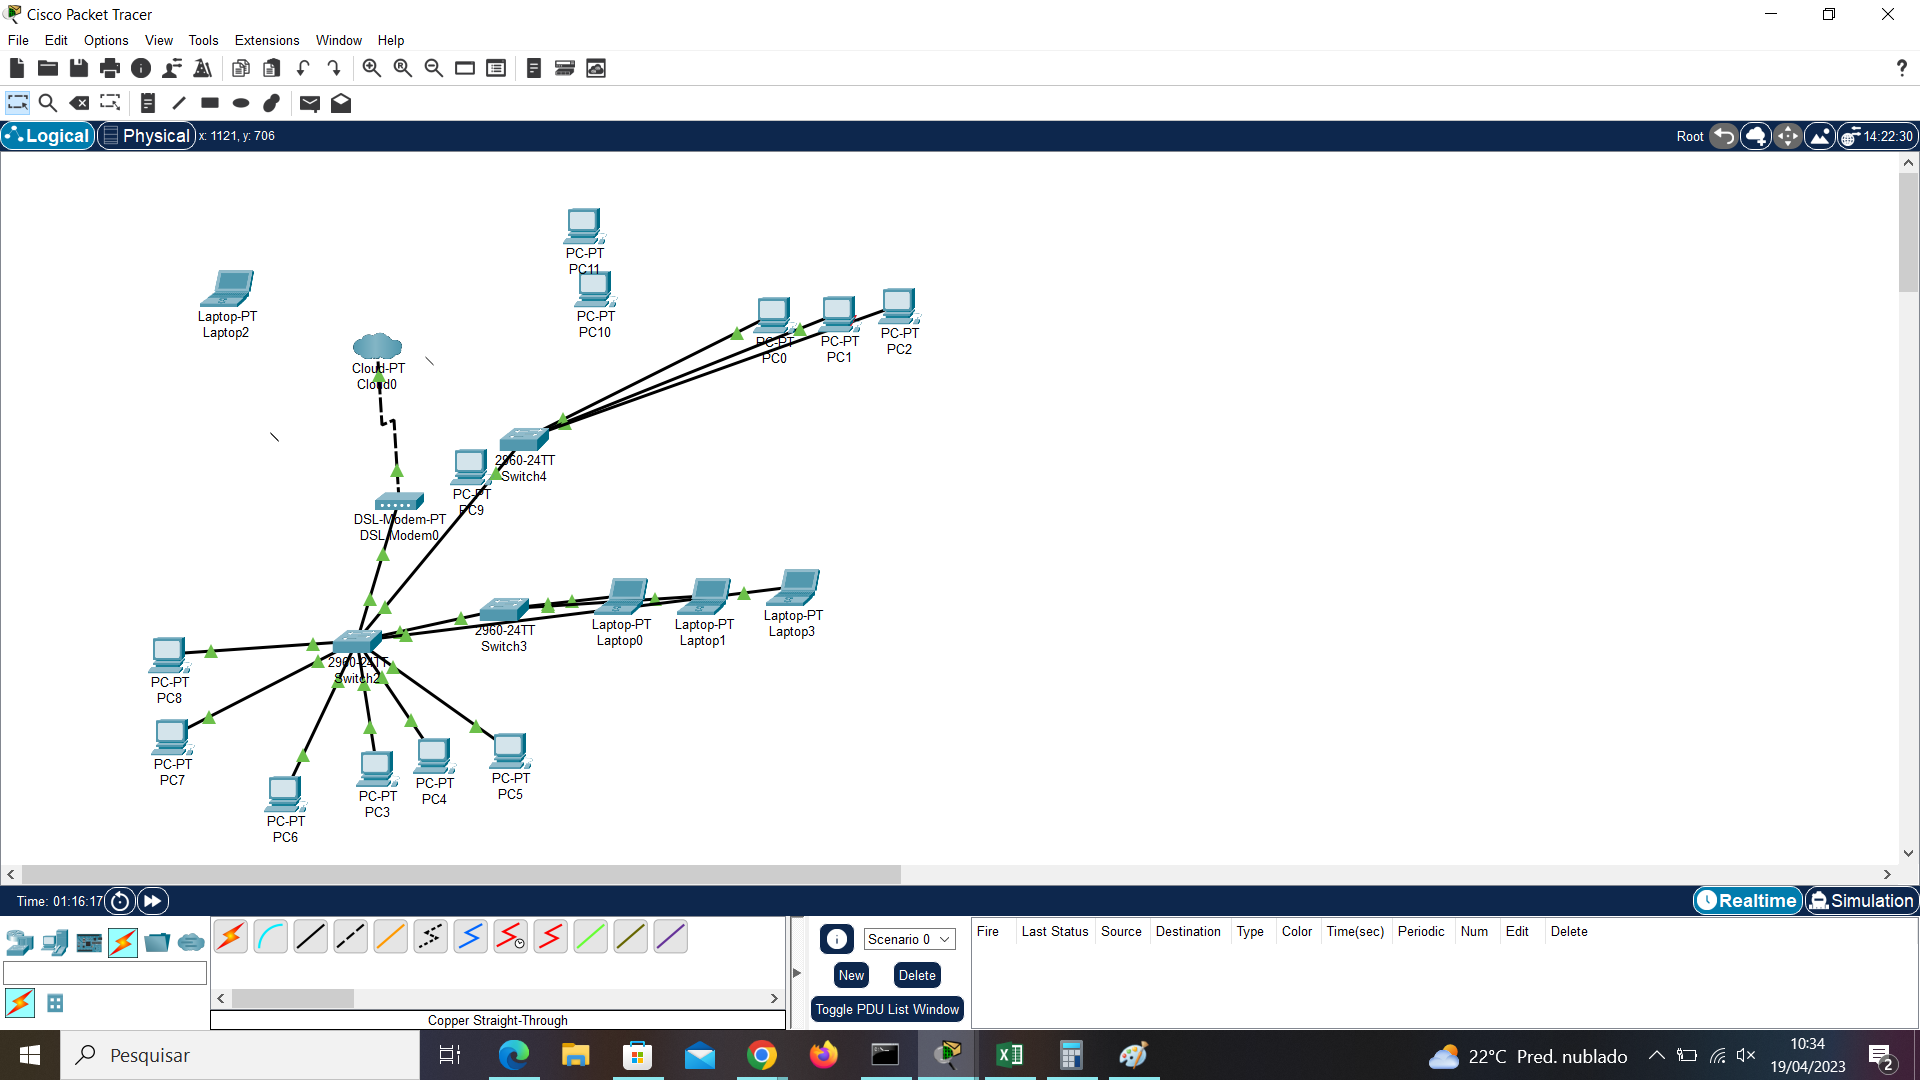 Cisco Packet Tracer
File Edit Options View Tools Extensions Window Help
Logical Physical x: 1121, y: 706 Root 14:22:30
PC-PT
PC11
PC-PT
PC10
Laptop-PT
Laptop2
Cloud-PT
Cloud0
PC-PT
PC0
PC-PT
PC1
PC-PT
PC2
2960-24TT
Switch4
PC-PT
PC9
DSL-Modem-PT
DSL Modem0
2960-24TT
Switch3
Laptop-PT
Laptop0
Laptop-PT
Laptop1
Laptop-PT
Laptop3
2960-24TT
Switch2
PC-PT
PC8
PC-PT
PC7
PC-PT
PC6
PC-PT
PC3
PC-PT
PC4
PC-PT
PC5
Time: 01:16:17 Realtime Simulation
Scenario 0
New Delete
Toggle PDU List Window
Fire Last Status Source Destination Type Color Time(sec) Periodic Num Edit Delete
Copper Straight-Through
Pesquisar
22°C Pred. nublado
10:34
19/04/2023
2